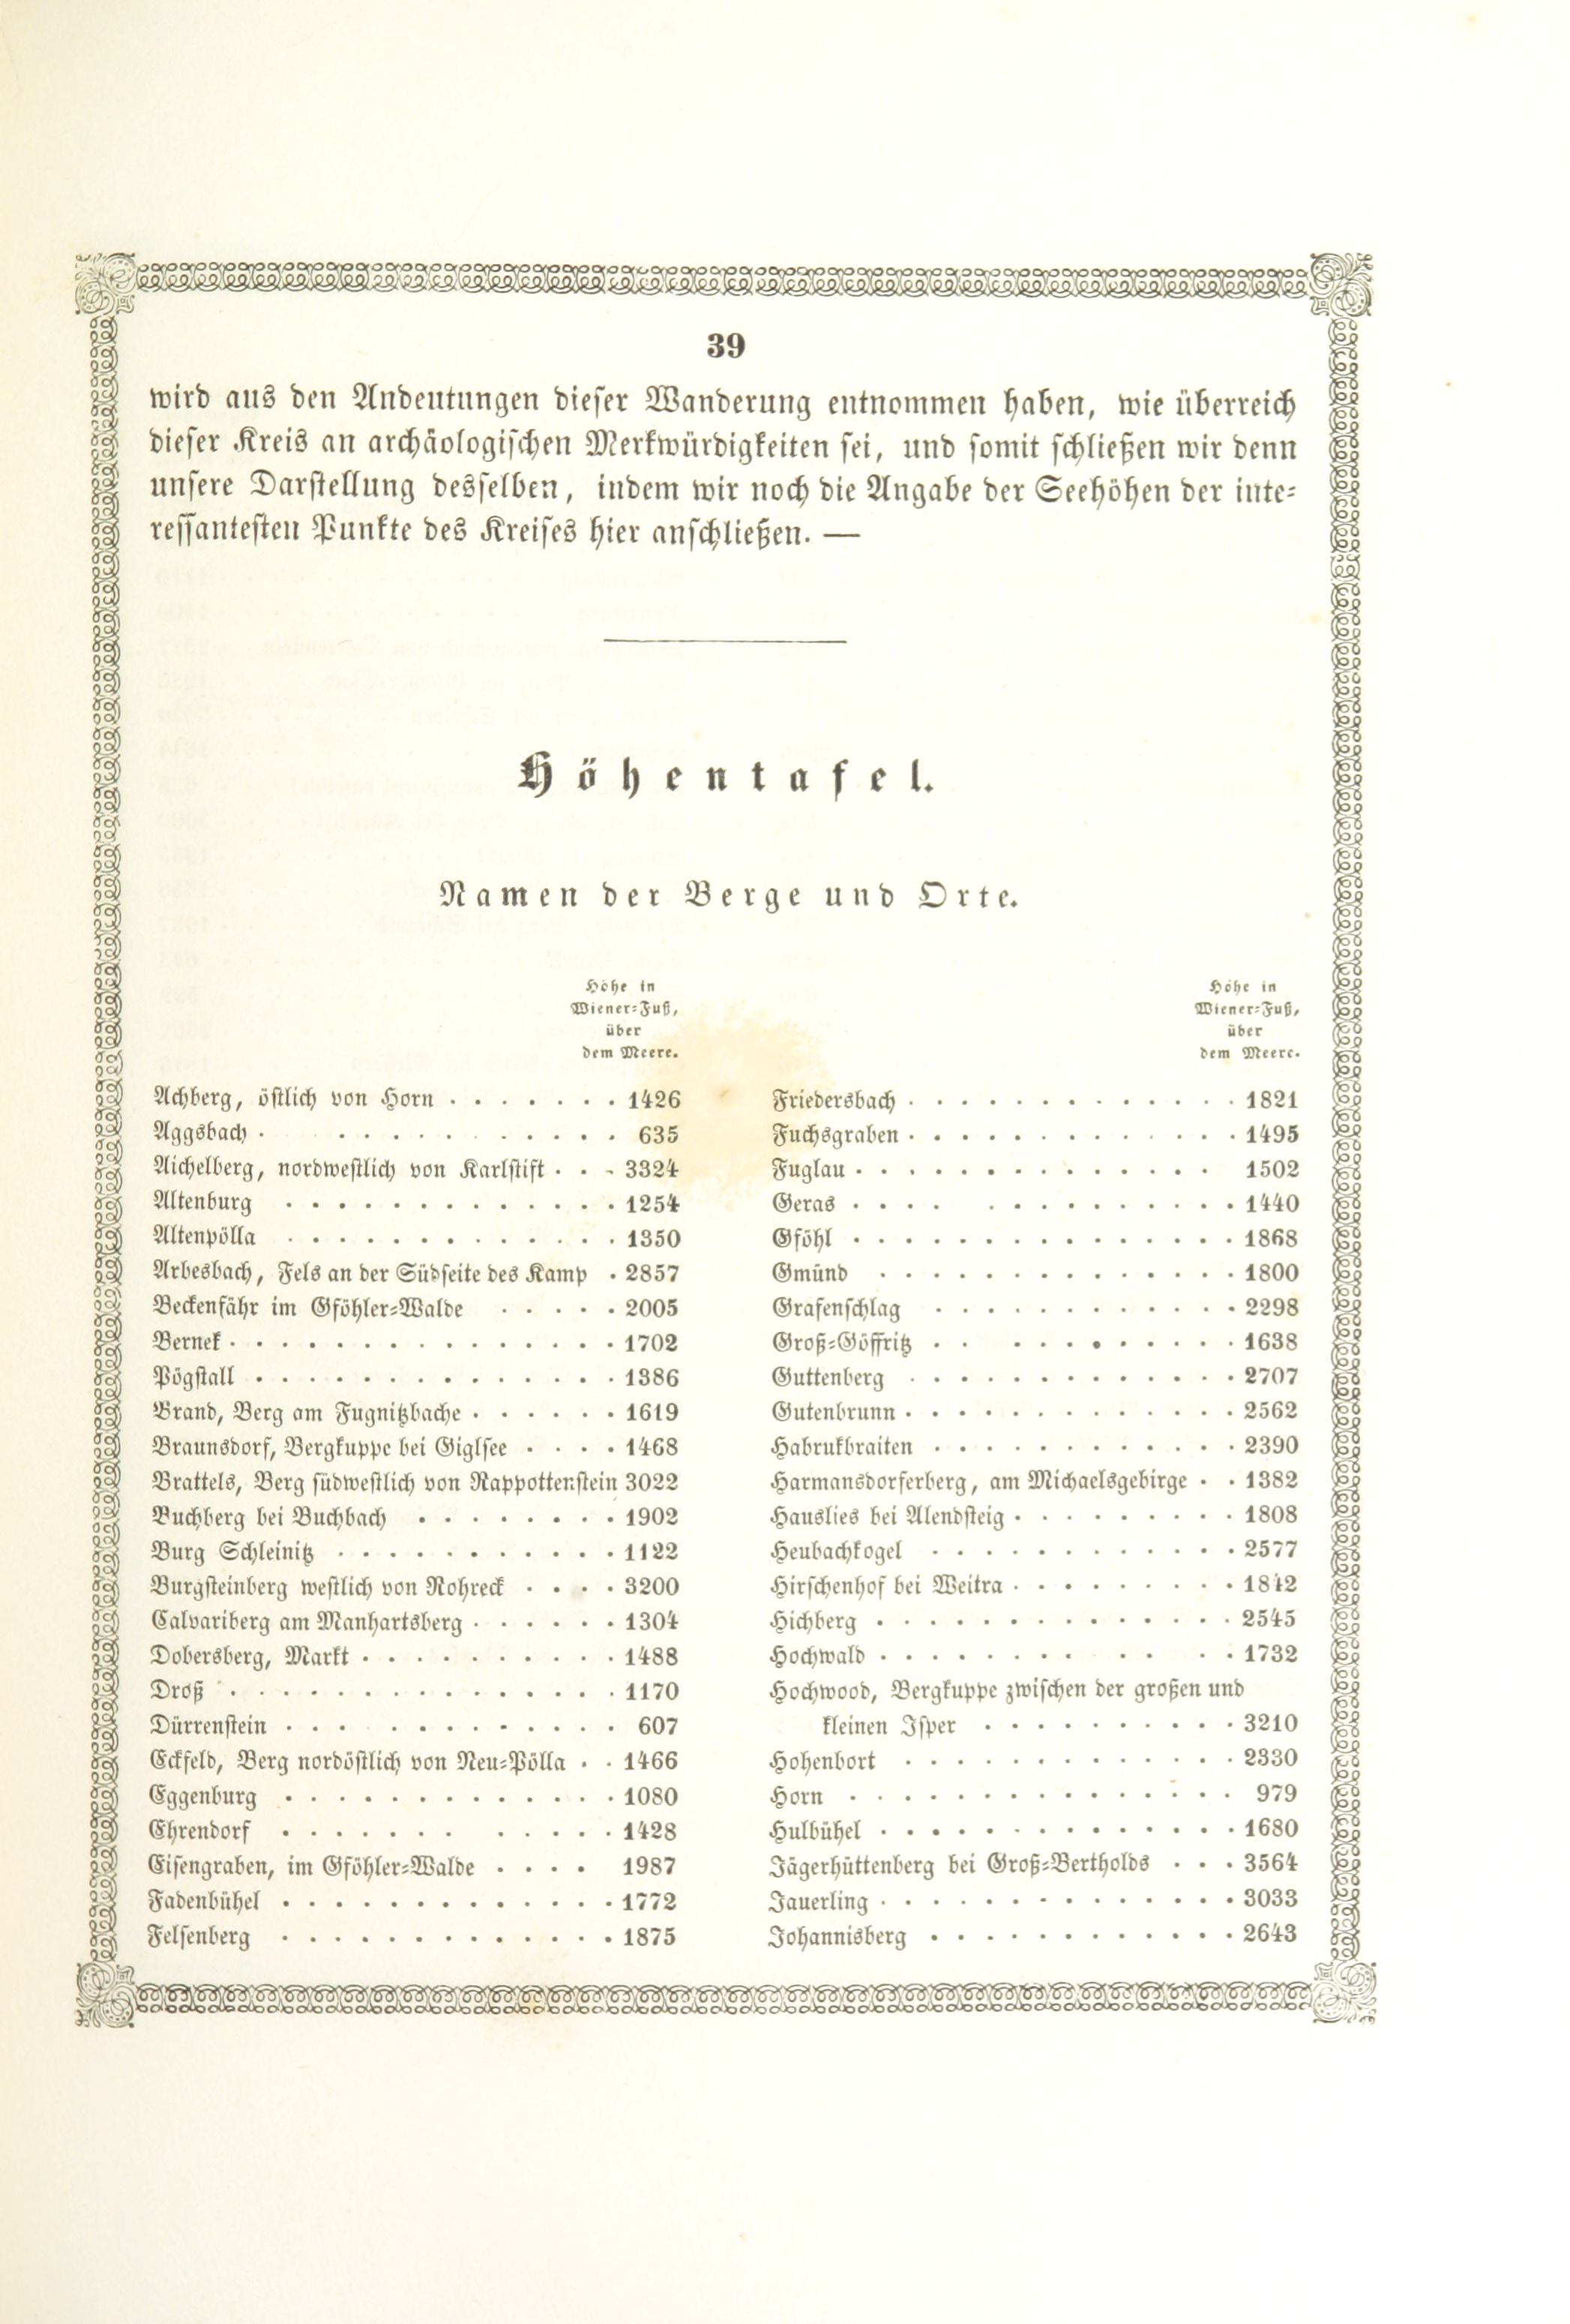 39
wird aus den Andeutungen dieser Wanderung entnommen haben, wie überreich
dieser Kreis an archäologischen Merkwürdigkeiten sei, und somit schließen wir denn
unsere Darstellung desselben, indem wir noch die Angabe der Seehöhen der inte-
ressantesten Punkte des Kreises hier anschließen. —
Höhentafel.
Namen der Berge und Orte.
Höhe in
Wiener-Fuß,
über
dem Meere.
Achberg, östlich von Horn . . . . . . . 1426
Aggsbach . . . . . . . . . . . . 635
Aichelberg, nordwestlich von Karlstift . . . 3324
Altenburg . . . . . . . . . . . . . 1254
Altenpölla . . . . . . . . . . . . . 1350
Arbesbach, Fels an der Südseite des Kamp . 2857
Beckenfähr im Gföhler-Walde . . . . . 2005
Bernek . . . . . . . . . . . . . . . 1702
Pögstall . . . . . . . . . . . . . . 1386
Brand, Berg am Fugnitzbache . . . . . . 1619
Braunsdorf, Bergkuppe bei Giglsee . . . . 1468
Brattels, Berg südwestlich von Rappottenstein 3022
Buchberg bei Buchbach . . . . . . . . 1902
Burg Schleinitz . . . . . . . . . . . 1122
Burgsteinberg westlich von Rohreck . . . . 3200
Calvariberg am Manhartsberg . . . . . . 1304
Dobersberg, Markt . . . . . . . . . . 1488
Droß . . . . . . . . . . . . . . . 1170
Dürrenstein . . . . . . . . . . . . 607
Eckfeld, Berg nordöstlich von Neu-Pölla . . 1466
Eggenburg . . . . . . . . . . . . . 1080
Ehrendorf . . . . . . . . . . . . 1428
Eisengraben, im Gföhler-Walde . . . . 1987
Fadenbühel . . . . . . . . . . . . . 1772
Felsenberg . . . . . . . . . . . . . 1875
Höhe in
Wiener-Fuß,
über
dem Meere.
Friedersbach . . . . . . . . . . . . . 1821
Fuchsgraben . . . . . . . . . . . . . 1495
Fuglau . . . . . . . . . . . . . . 1502
Geras . . . . . . . . . . . . . . 1440
Gföhl . . . . . . . . . . . . . . . 1868
Gmünd . . . . . . . . . . . . . . 1800
Grafenschlag . . . . . . . . . . . . 2298
Groß-Göffritz . . . . . . . . . . . 1638
Guttenberg . . . . . . . . . . . . . 2707
Gutenbrunn . . . . . . . . . . . . . 2562
Habrukbraiten . . . . . . . . . . . . 2390
Harmansdorferberg, am Michaelsgebirge . . 1382
Hauslies bei Alendsteig . . . . . . . . . 1808
Heubachkogel . . . . . . . . . . . . 2577
Hirschenhof bei Weitra . . . . . . . . . 1842
Hichberg . . . . . . . . . . . . . . 2545
Hochwald . . . . . . . . . . . 1732
Hochwood, Bergkuppe zwischen der großen und
kleinen Isper . . . . . . . . . . 3210
Hohenbort . . . . . . . . . . . . . 2330
Horn . . . . . . . . . . . . . . . 979
Hulbühel . . . . . . . . . . . . . . 1680
Jägerhüttenberg bei Groß-Bertholds . . . 3564
Jauerling . . . . . . . . . . . . . . 3033
Johannisberg . . . . . . . . . . . . 2643